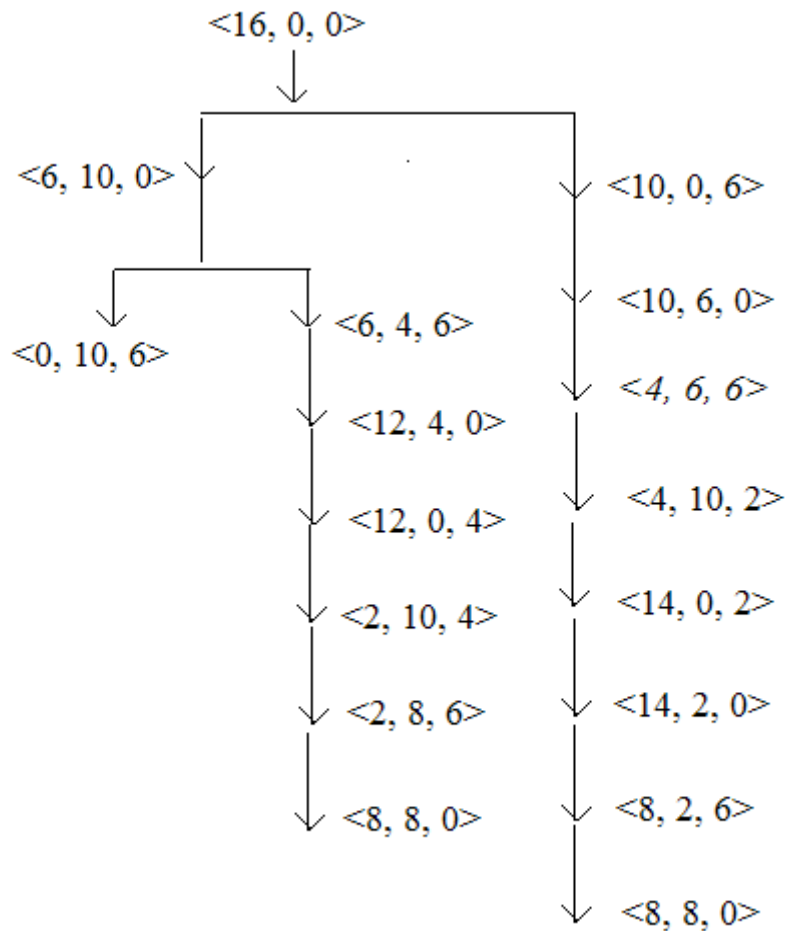 <16, 0, 0>
<6, 10, 0>
<10, 0, 6>
<10, 6, 0>
<0, 10, 6>
<6, 4, 6>
<4, 6, 6>
<12, 4, 0>
<4, 10, 2>
<12, 0, 4>
<14, 0, 2>
<2, 10, 4>
<14, 2, 0>
<2, 8, 6>
<8, 2, 6>
<8, 8, 0>
<8, 8, 0>